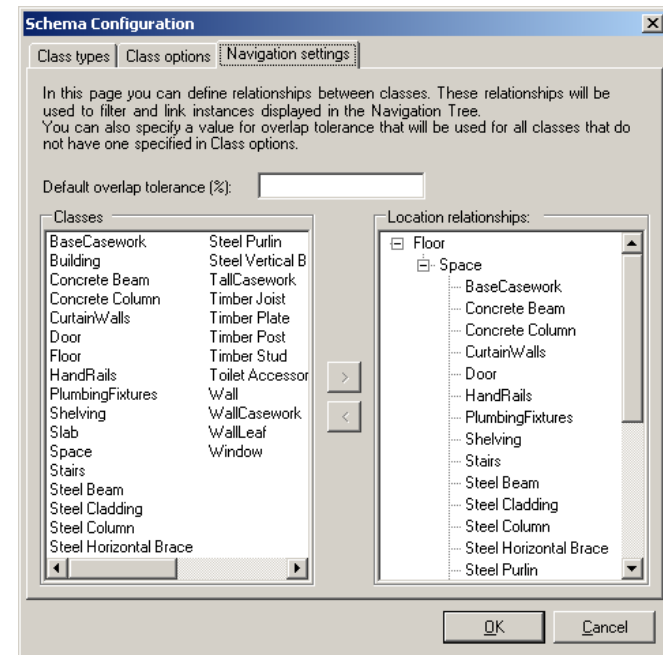 Schema Configuration
Class types
Class options
Navigation settings
In this page you can define relationships between classes. These relationships will be
used to filter and link instances displayed in the Navigation Tree.
You can also specify a value for overlap tolerance that will be used for all classes that do
not have one specified in Class options.
Default overlap tolerance (%):
Classes
BaseCasework
Building
Concrete Beam
Concrete Column
CurtainWalls
Door
Floor
HandRails
PlumbingFixtures
Shelving
Slab
Space
Stairs
Steel Beam
Steel Cladding
Steel Column
Steel Horizontal Brace
Steel Purlin
Steel Vertical B
TallCasework
Timber Joist
Timber Plate
Timber Post
Timber Stud
Toilet Accessor
Wall
WallCasework
WallLeaf
Window
>
<
Location relationships:
Floor
Space
BaseCasework
Concrete Beam
Concrete Column
CurtainWalls
Door
HandRails
PlumbingFixtures
Shelving
Stairs
Steel Beam
Steel Cladding
Steel Column
Steel Horizontal Brace
Steel Purlin
OK
Cancel